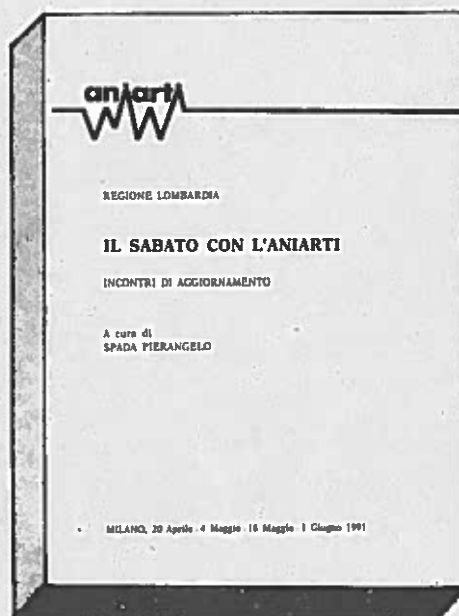 aniarti
REGIONE LOMBARDIA
IL SABATO CON L'ANIARTI
INCONTRI DI AGGIORNAMENTO
A cura di
SPADA PIERANGELO
MILANO, 20 Aprile - 4 Maggio - 18 Maggio - 1 Giugno 1991